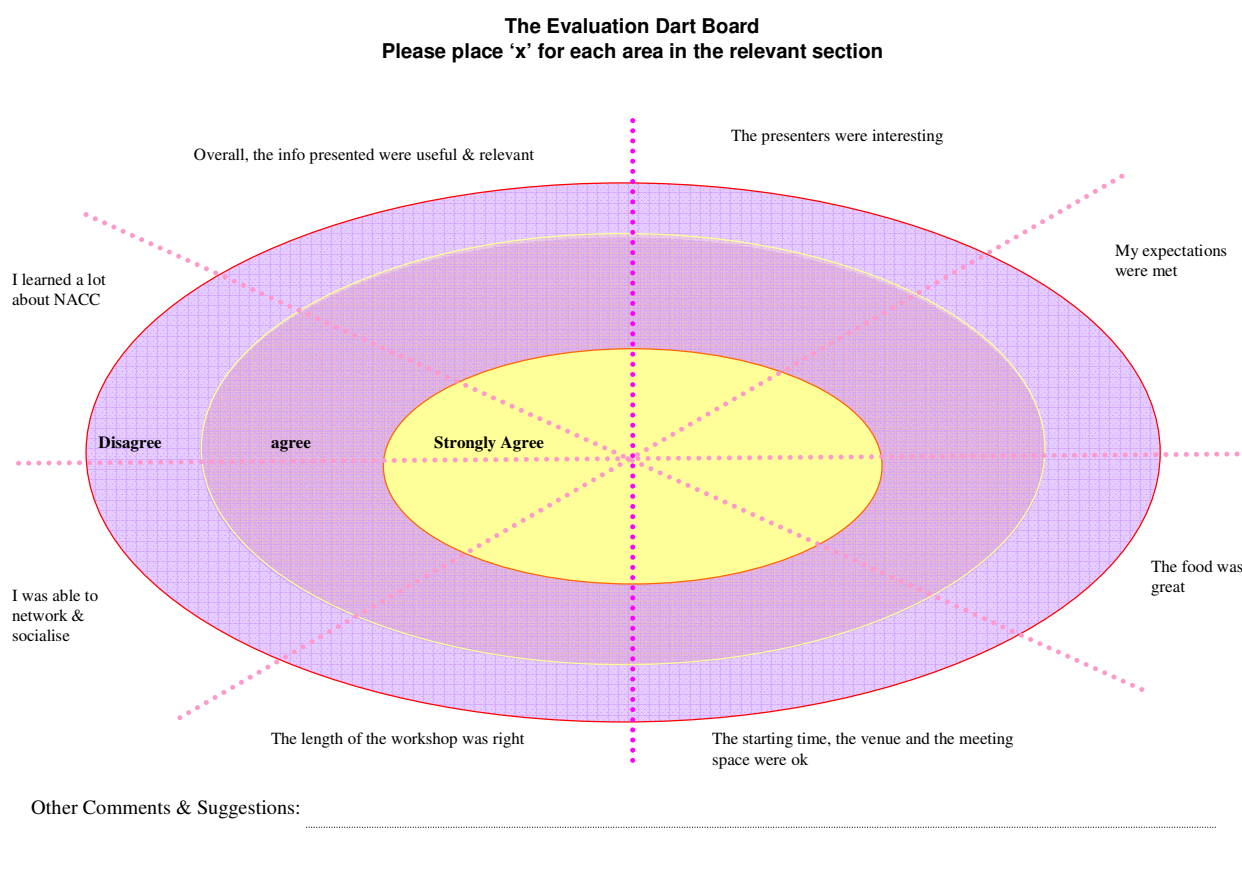 The Evaluation Dart Board
Please place ‘x’ for each area in the relevant section
The presenters were interesting
Overall, the info presented were useful & relevant
My expectations
were met
I learned a lot
about NACC
Disagree
agree
Strongly Agree
The food was
great
I was able to
network &
socialise
The length of the workshop was right
The starting time, the venue and the meeting
space were ok
Other Comments & Suggestions: